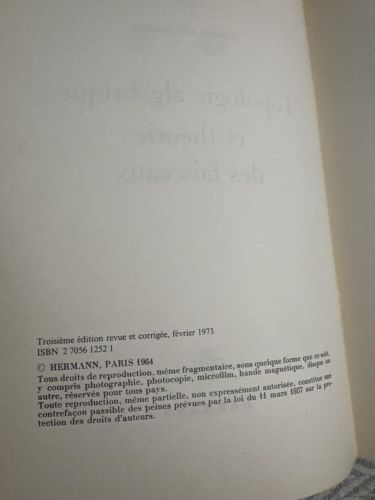 Topologie algébrique
et théorie
des faisceaux
Troisième édition revue et corrigée, février 1973
ISBN 2 7056 1252 1
© HERMANN, PARIS 1964
Tous droits de reproduction, même fragmentaire, sous quelque forme que ce soit,
y compris photographie, photocopie, microfilm, bande magnétique, disque ou
autre, réservés pour tous pays.
Toute reproduction, même partielle, non expressément autorisée, constitue une
contrefaçon passible des peines prévues par la loi du 11 mars 1957 sur la pro-
tection des droits d'auteurs.